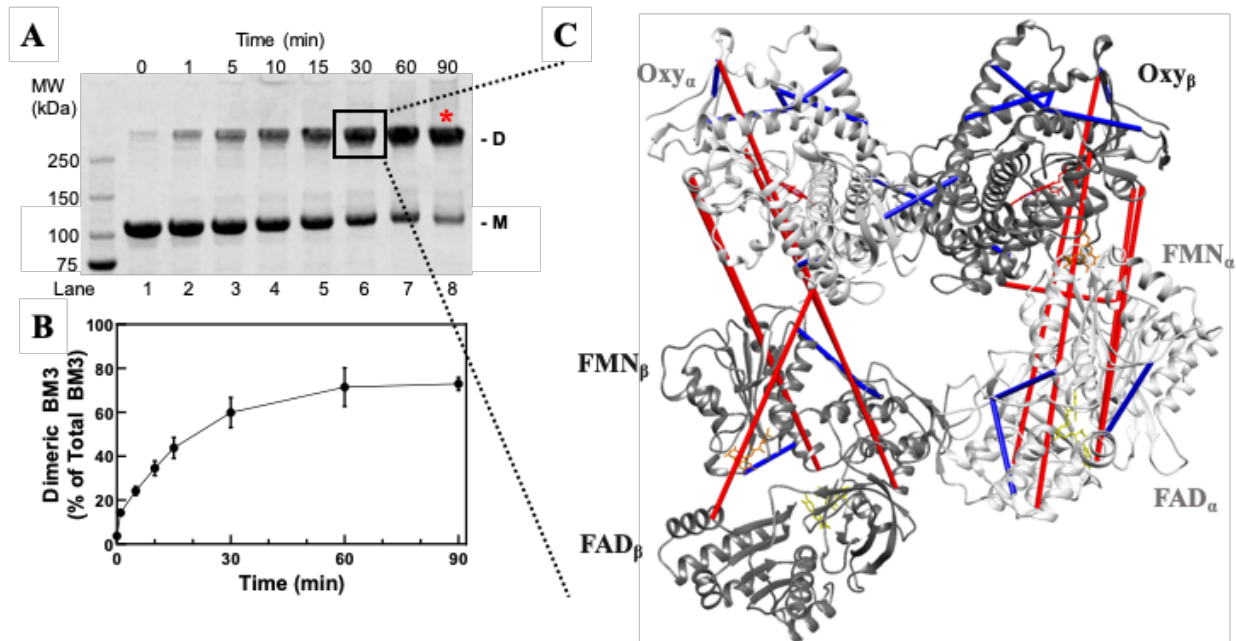 A
Time (min)
0 1 5 10 15 30 60 90
MW
(kDa)
*
- D
250
150
- M
100
75
Lane 1 2 3 4 5 6 7 8
B
Dimeric BM3
(% of Total BM3)
100
80
60
40
20
0
0 30 60 90
Time (min)
C
Oxyα
Oxyβ
FMNα
FMNβ
FADα
FADβ